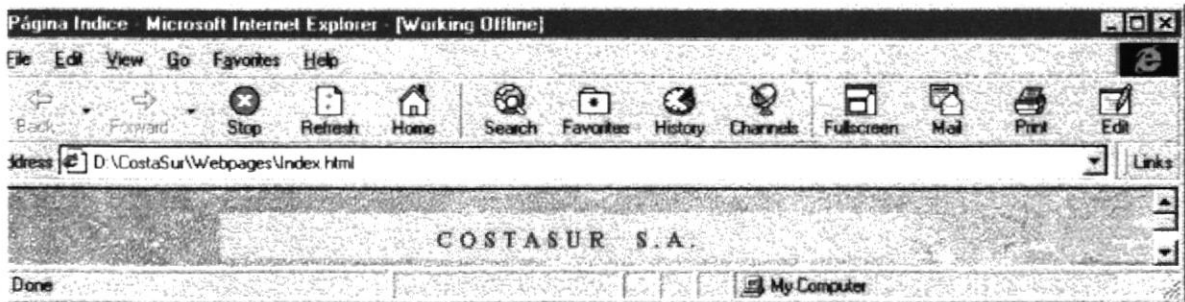 Página Indice - Microsoft Internet Explorer - [Working Offline]
File Edit View Go Favorites Help
Back Forward Stop Refresh Home Search Favorites History Channels Fullscreen Mail Print Edit
ddress D:\CostaSur\Webpages\Index.html Links
COSTASUR S.A.
Done My Computer